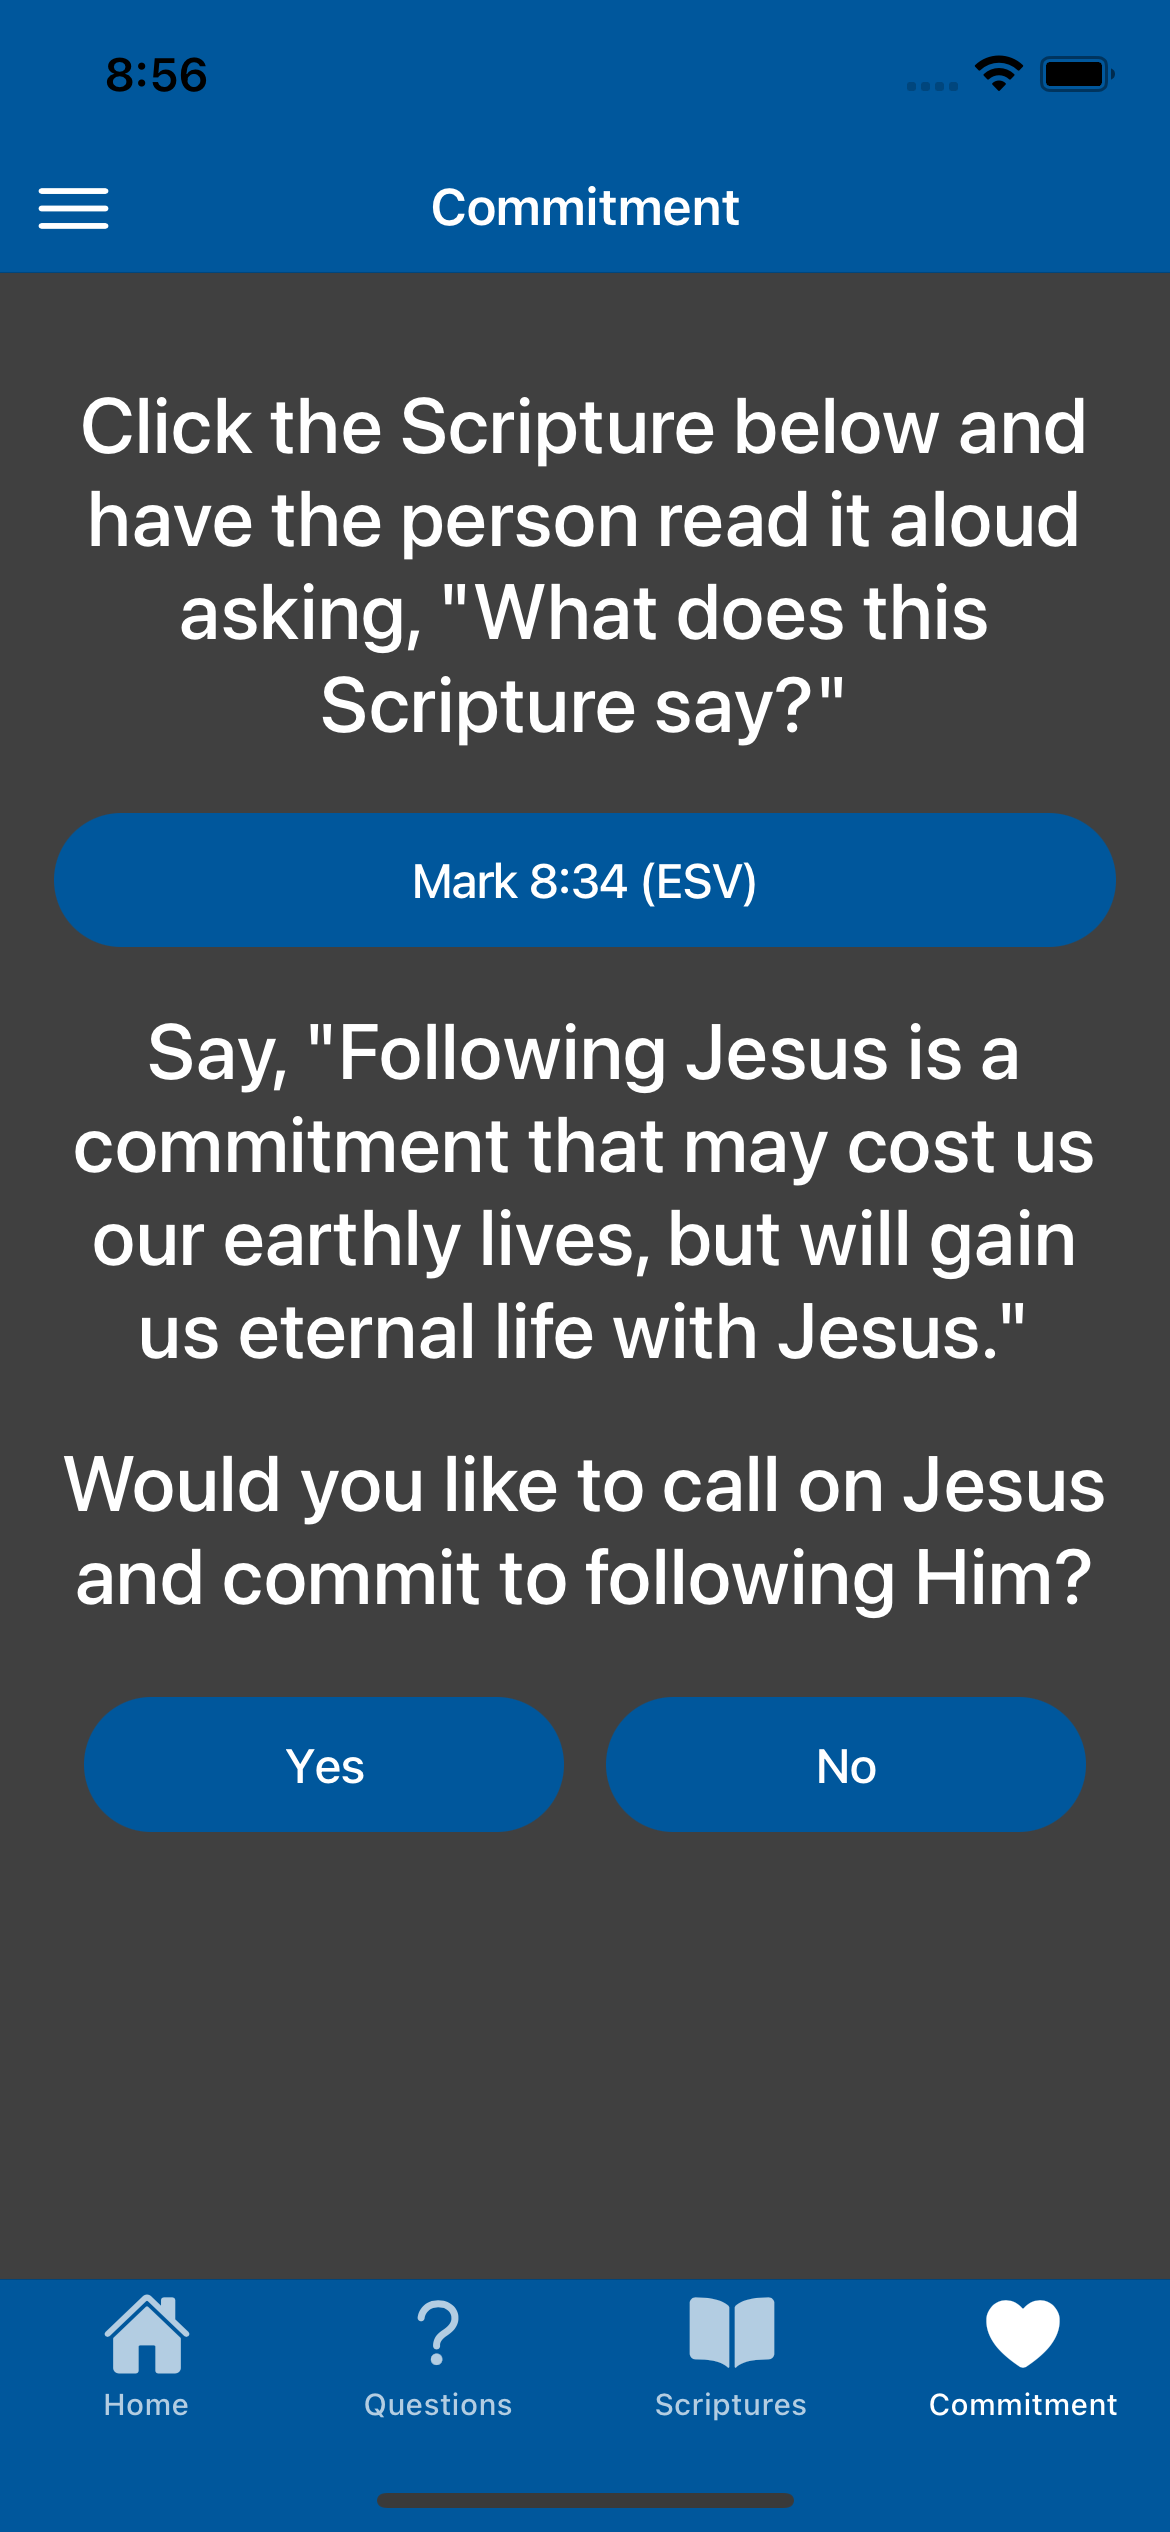 8:56
Commitment
Click the Scripture below and
have the person read it aloud
asking, "What does this
Scripture say?"
Mark 8:34 (ESV)
Say, "Following Jesus is a
commitment that may cost us
our earthly lives, but will gain
us eternal life with Jesus."
Would you like to call on Jesus
and commit to following Him?
Yes No
Home Questions Scriptures Commitment